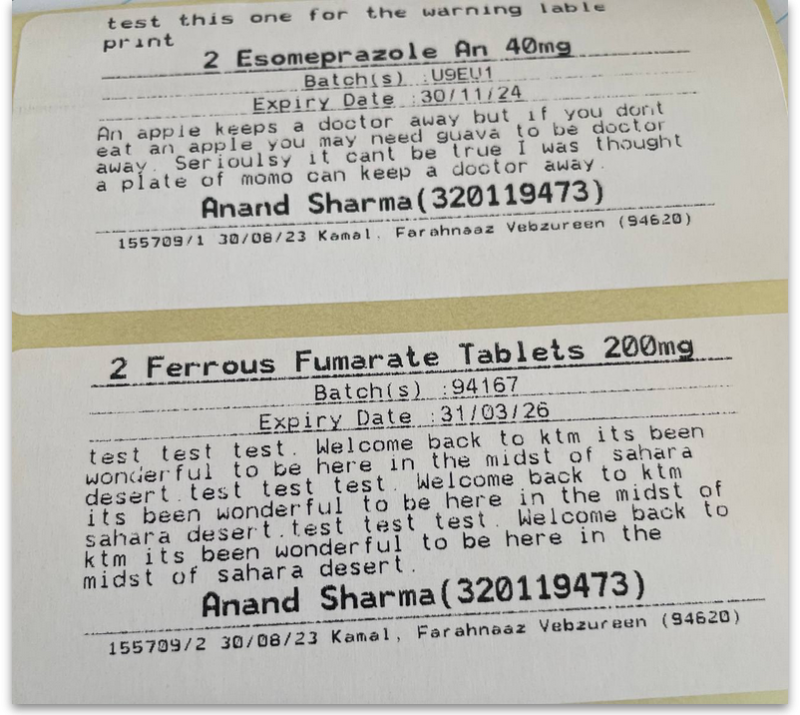 test this one for the warning lable
print
2 Esomeprazole An 40mg
Batch(s) :U9EU1
Expiry Date :30/11/24
An apple keeps a doctor away but if you dont
eat an apple you may need guava to be doctor
away. Serioulsy it cant be true I was thought
a plate of momo can keep a doctor away.
Anand Sharma(320119473)
155709/1 30/08/23 Kamal, Farahnaaz Vebzureen (94620)
2 Ferrous Fumarate Tablets 200mg
Batch(s) :94167
Expiry Date :31/03/26
test test test. Welcome back to ktm its been
wonderful to be here in the midst of sahara
desert.test test test. Welcome back to ktm
its been wonderful to be here in the midst of
sahara desert.test test test. Welcome back to
ktm its been wonderful to be here in the
midst of sahara desert.
Anand Sharma(320119473)
155709/2 30/08/23 Kamal, Farahnaaz Vebzureen (94620)